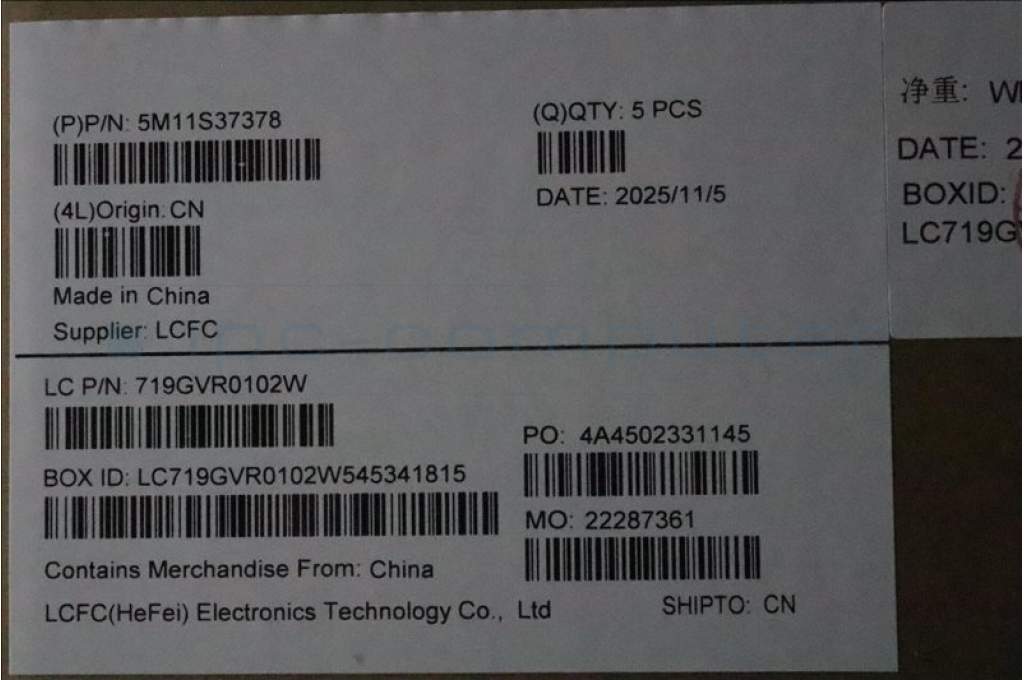 (P)P/N: 5M11S37378
(Q)QTY: 5 PCS
DATE: 2025/11/5
(4L)Origin:CN
Made in China
Supplier: LCFC
LC P/N: 719GVR0102W
PO: 4A4502331145
BOX ID: LC719GVR0102W545341815
MO: 22287361
Contains Merchandise From: China
LCFC(HeFei) Electronics Technology Co., Ltd
SHIPTO: CN
净重:
DATE: 2
BOXID:
LC719G